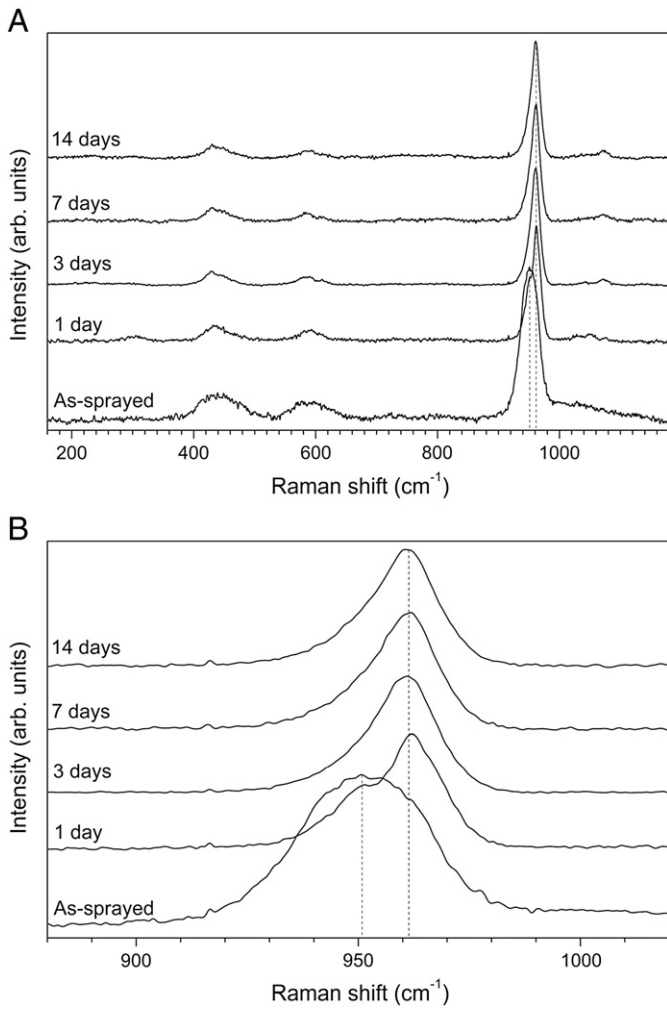 A
14 days
7 days
3 days
1 day
As-sprayed
Intensity (arb. units)
200 400 600 800 1000
Raman shift (cm⁻¹)
B
14 days
7 days
3 days
1 day
As-sprayed
Intensity (arb. units)
900 950 1000
Raman shift (cm⁻¹)